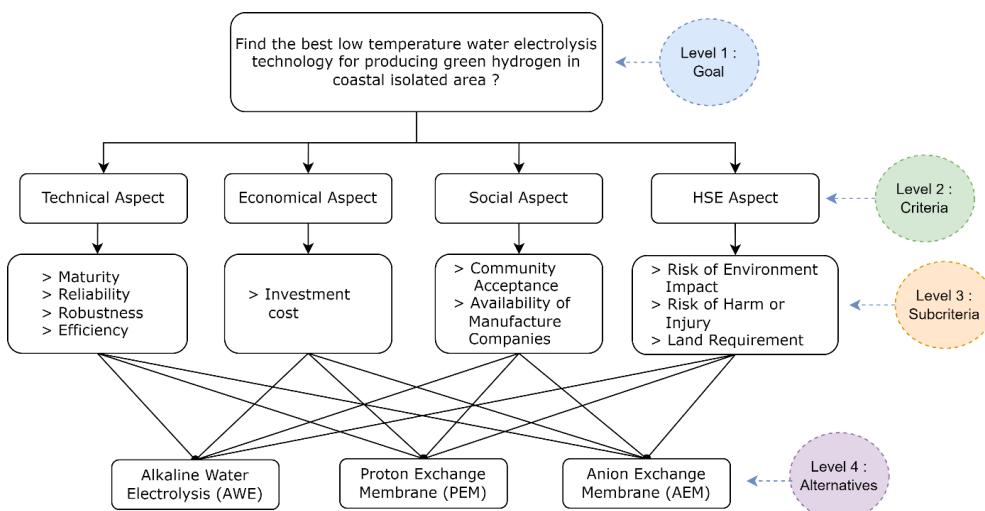 Find the best low temperature water electrolysis
technology for producing green hydrogen in
coastal isolated area ?
Level 1 :
Goal
Technical Aspect
Economical Aspect
Social Aspect
HSE Aspect
Level 2 :
Criteria
> Maturity
> Reliability
> Robustness
> Efficiency
> Investment
cost
> Community
Acceptance
> Availability of
Manufacture
Companies
> Risk of Environment
Impact
> Risk of Harm or
Injury
> Land Requirement
Level 3 :
Subcriteria
Alkaline Water
Electrolysis (AWE)
Proton Exchange
Membrane (PEM)
Anion Exchange
Membrane (AEM)
Level 4 :
Alternatives